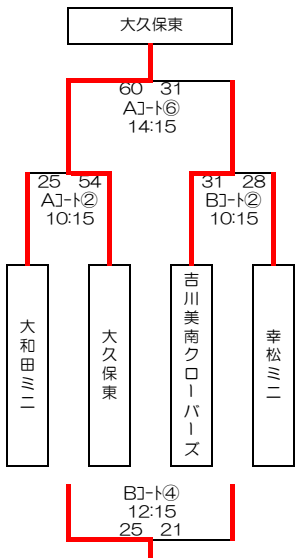 大久保東
60 31
Aコート⑥
14:15
25 54
Aコート②
10:15
31 28
Bコート②
10:15
大和田ミニ
大久保東
吉川美南クローバーズ
幸松ミニ
Bコート④
12:15
25 21